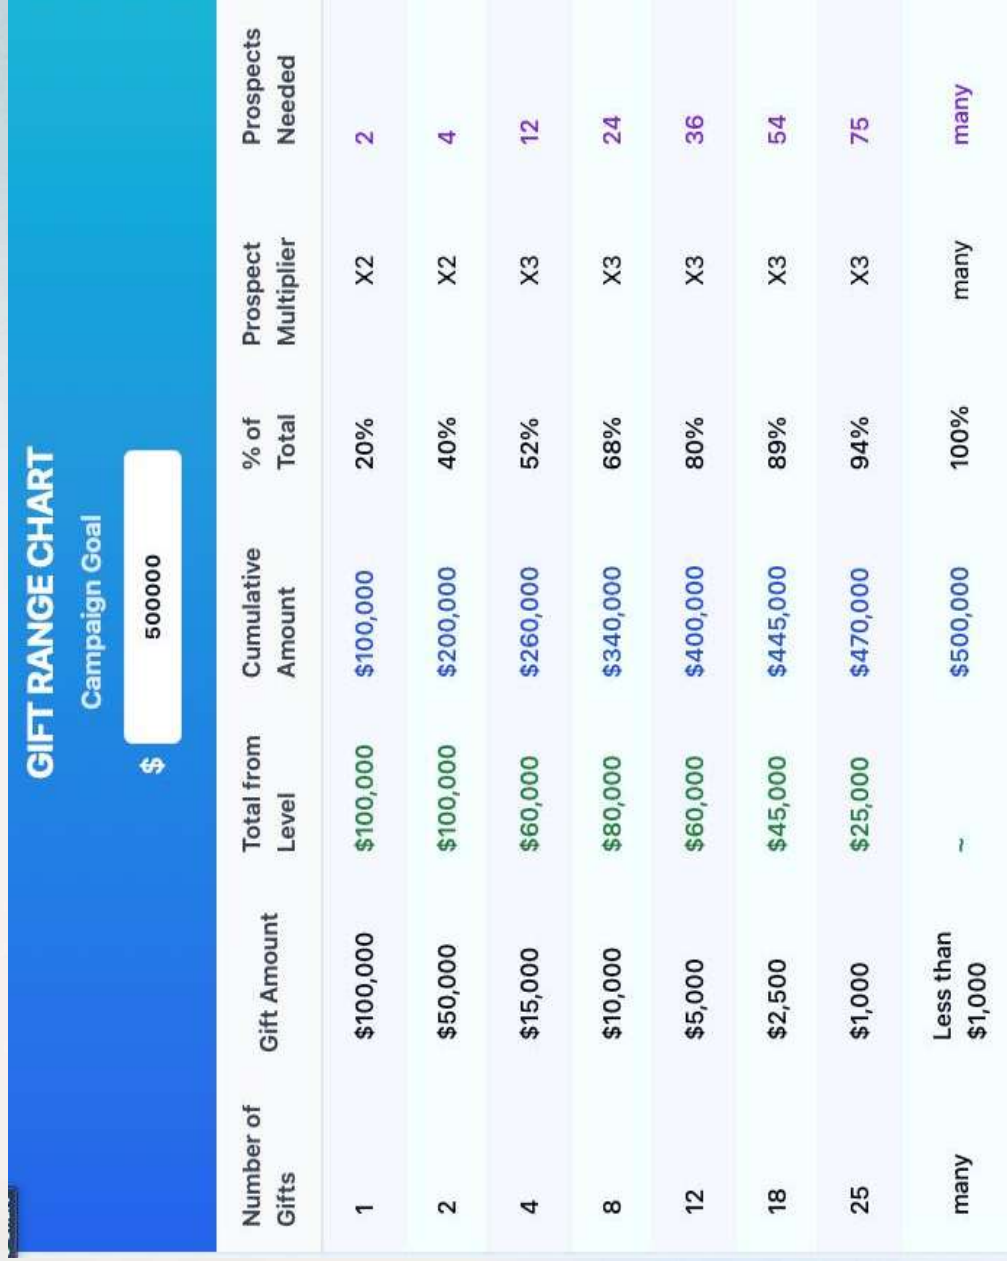 GIFT RANGE CHART
Campaign Goal
$ 500000
Number of Gifts Gift Amount Total from Level Cumulative Amount % of Total Prospect Multiplier Prospects Needed
1 $100,000 $100,000 $100,000 20% X2 2
2 $50,000 $100,000 $200,000 40% X2 4
4 $15,000 $60,000 $260,000 52% X3 12
8 $10,000 $80,000 $340,000 68% X3 24
12 $5,000 $60,000 $400,000 80% X3 36
18 $2,500 $45,000 $445,000 89% X3 54
25 $1,000 $25,000 $470,000 94% X3 75
many Less than $1,000 ~ $500,000 100% many many